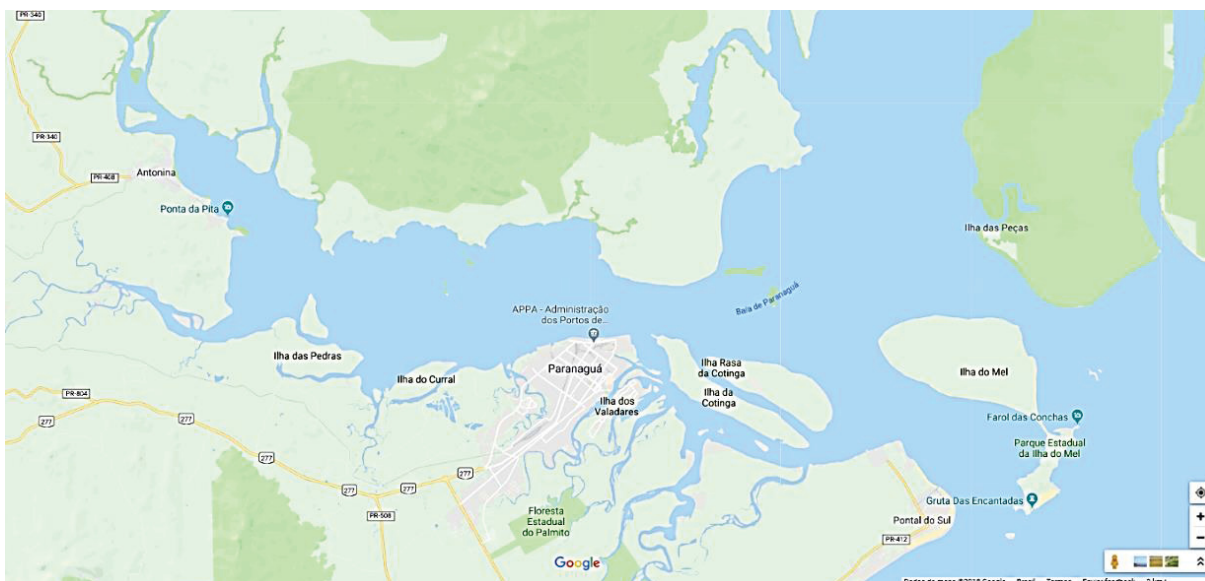 PR-340
PR-340
PR-408
Antonina
Ponta da Pita
Ilha das Peças
Baía de Paranaguá
APPA - Administração
dos Portos de...
Ilha das Pedras
Paranaguá
Ilha do Curral
Ilha Rasa
da Cotinga
Ilha da
Cotinga
Ilha dos
Valadares
Ilha do Mel
PR-804
277
277
277
277
277
Farol das Conchas
Parque Estadual
da Ilha do Mel
Gruta Das Encantadas
Pontal do Sul
PR-412
PR-508
Floresta
Estadual
do Palmito
Google